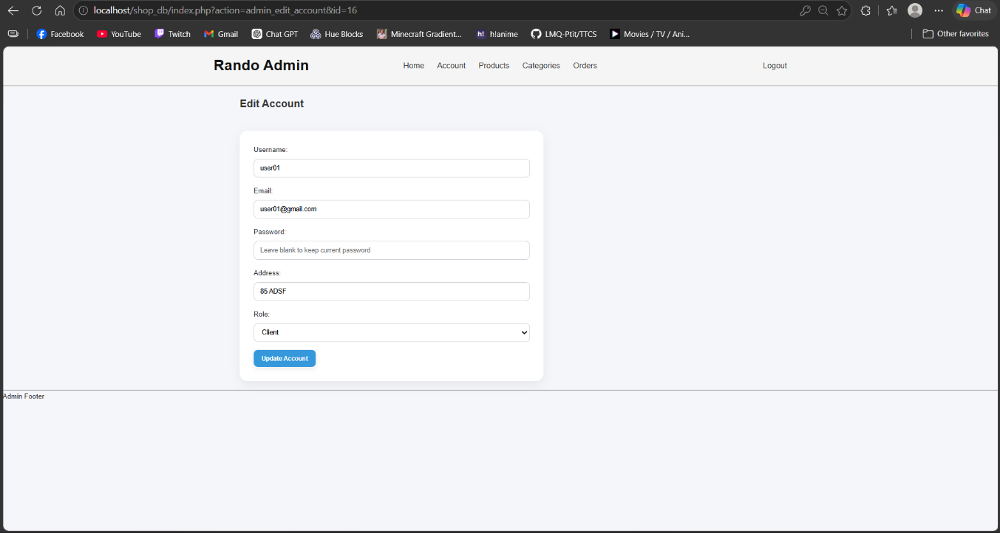 localhost/shop_db/index.php?action=admin_edit_account&id=16
Chat
Facebook YouTube Twitch Gmail Chat GPT Hue Blocks Minecraft Gradient... h!anime LMQ-Ptit/TTCS Movies / TV / Ani... Other favorites
Rando Admin Home Account Products Categories Orders Logout
Edit Account
Username:
user01
Email:
user01@gmail.com
Password:
Leave blank to keep current password
Address:
85 ADSF
Role:
Client
Update Account
Admin Footer